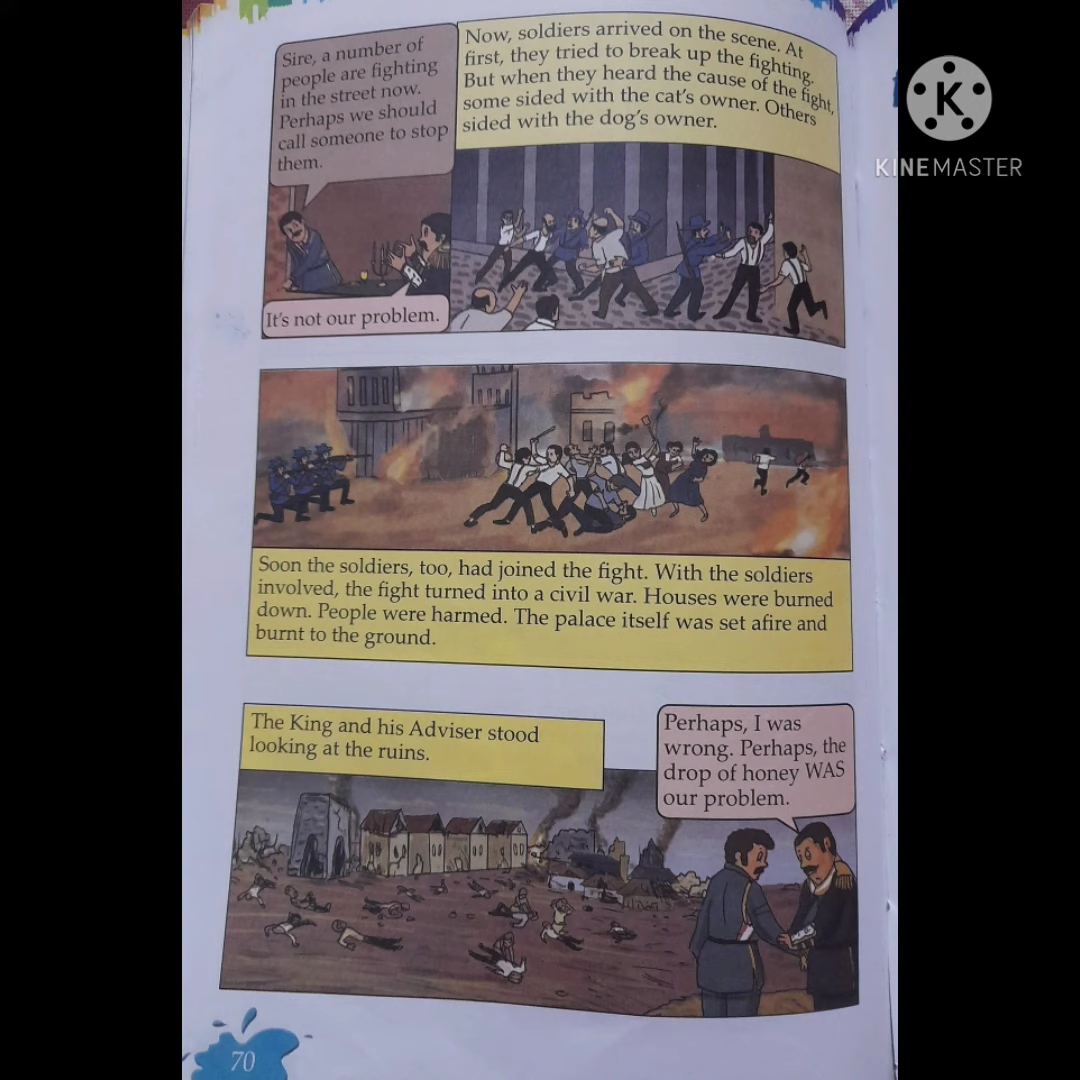 Sire, a number of
people are fighting
in the street now.
Perhaps we should
call someone to stop
them.
It's not our problem.
Now, soldiers arrived on the scene. At
first, they tried to break up the fighting.
But when they heard the cause of the fight,
some sided with the cat's owner. Others
sided with the dog's owner.
Soon the soldiers, too, had joined the fight. With the soldiers
involved, the fight turned into a civil war. Houses were burned
down. People were harmed. The palace itself was set afire and
burnt to the ground.
The King and his Adviser stood
looking at the ruins.
Perhaps, I was
wrong. Perhaps, the
drop of honey WAS
our problem.
70
K
KINEMASTER